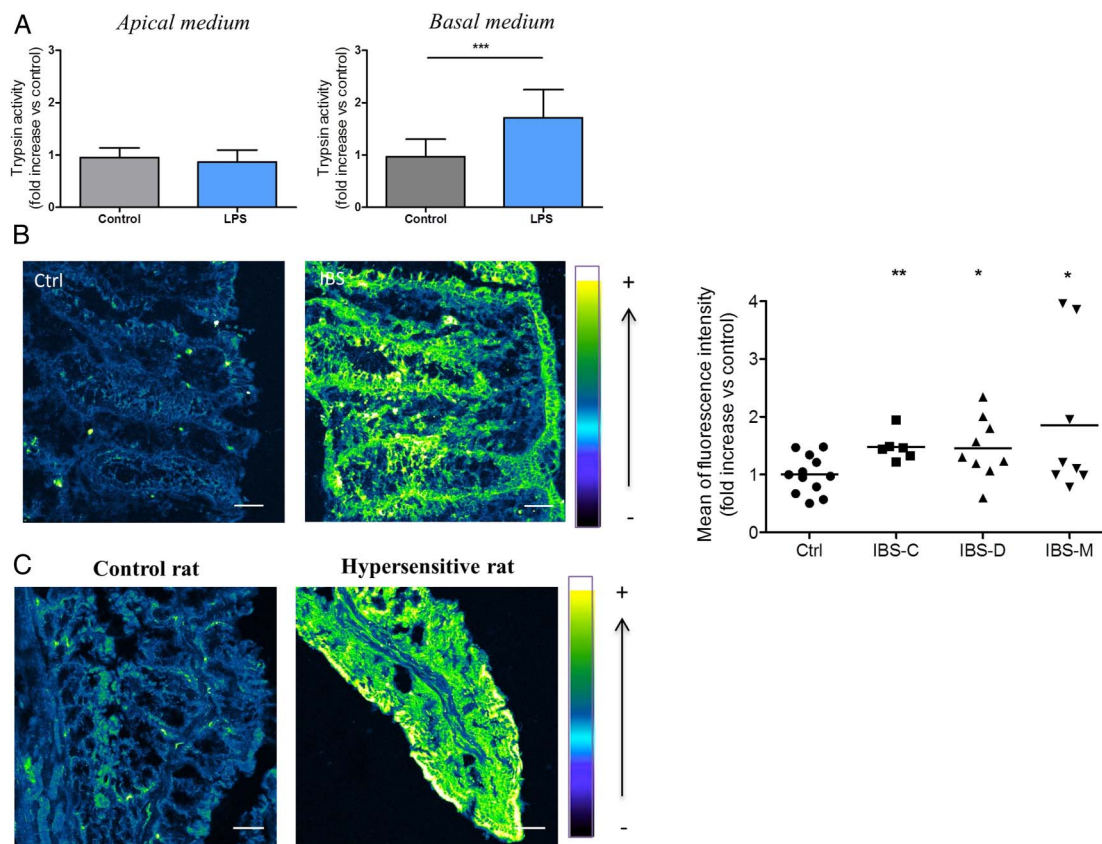 A
Apical medium
Trypsin activity
(fold increase vs control)
3
2
1
0
Control
LPS
Basal medium
***
Trypsin activity
(fold increase vs control)
3
2
1
0
Control
LPS
B
Ctrl
IBS
+
-
Mean of fluorescence intensity
(fold increase vs control)
4
3
2
1
0
**
*
*
Ctrl
IBS-C
IBS-D
IBS-M
C
Control rat
Hypersensitive rat
+
-